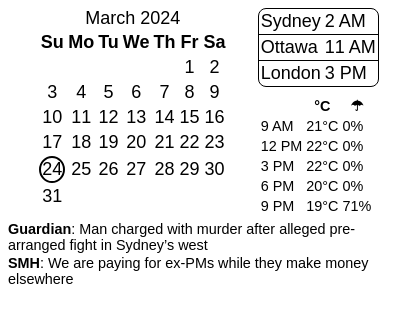 March 2024
Su Mo Tu We Th Fr Sa
1 2
3 4 5 6 7 8 9
10 11 12 13 14 15 16
17 18 19 20 21 22 23
24 25 26 27 28 29 30
31
Sydney 2 AM
Ottawa 11 AM
London 3 PM
°C ☂
9 AM 21°C 0%
12 PM 22°C 0%
3 PM 22°C 0%
6 PM 20°C 0%
9 PM 19°C 71%
Guardian: Man charged with murder after alleged pre-
arranged fight in Sydney's west
SMH: We are paying for ex-PMs while they make money
elsewhere